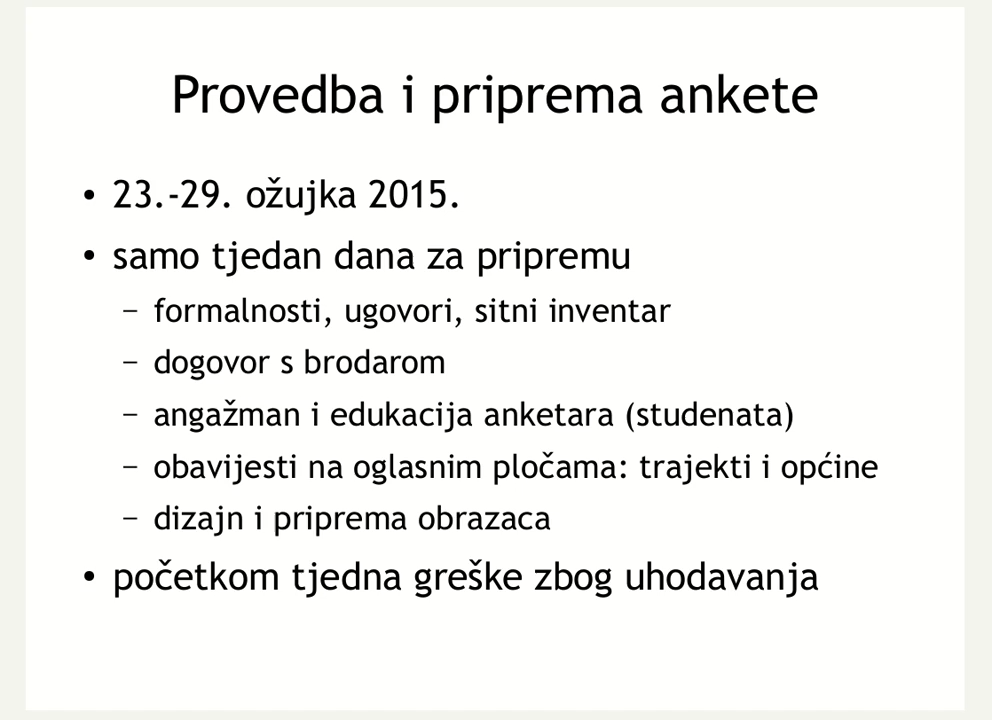 Provedba i priprema ankete
• 23.-29. ožujka 2015.
• samo tjedan dana za pripremu
– formalnosti, ugovori, sitni inventar
– dogovor s brodarom
– angažman i edukacija anketara (studenata)
– obavijesti na oglasnim pločama: trajekti i općine
– dizajn i priprema obrazaca
• početkom tjedna greške zbog uhodavanja